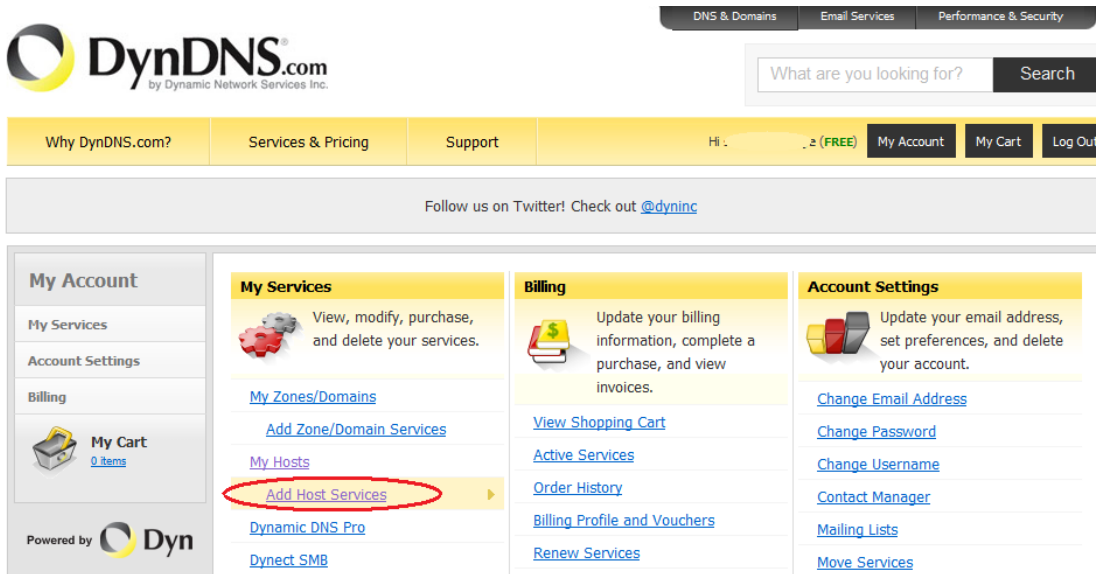 DNS & Domains
Email Services
Performance & Security
DynDNS.com
by Dynamic Network Services Inc.
What are you looking for?
Search
Why DynDNS.com?
Services & Pricing
Support
Hi
(FREE)
My Account
My Cart
Log Out
Follow us on Twitter! Check out @dyninc
My Account
My Services
Account Settings
Billing
My Cart
0 items
Powered by Dyn
My Services
View, modify, purchase,
and delete your services.
My Zones/Domains
Add Zone/Domain Services
My Hosts
Add Host Services
Dynamic DNS Pro
Dynect SMB
Billing
Update your billing
information, complete a
purchase, and view
invoices.
View Shopping Cart
Active Services
Order History
Billing Profile and Vouchers
Renew Services
Account Settings
Update your email address,
set preferences, and delete
your account.
Change Email Address
Change Password
Change Username
Contact Manager
Mailing Lists
Move Services